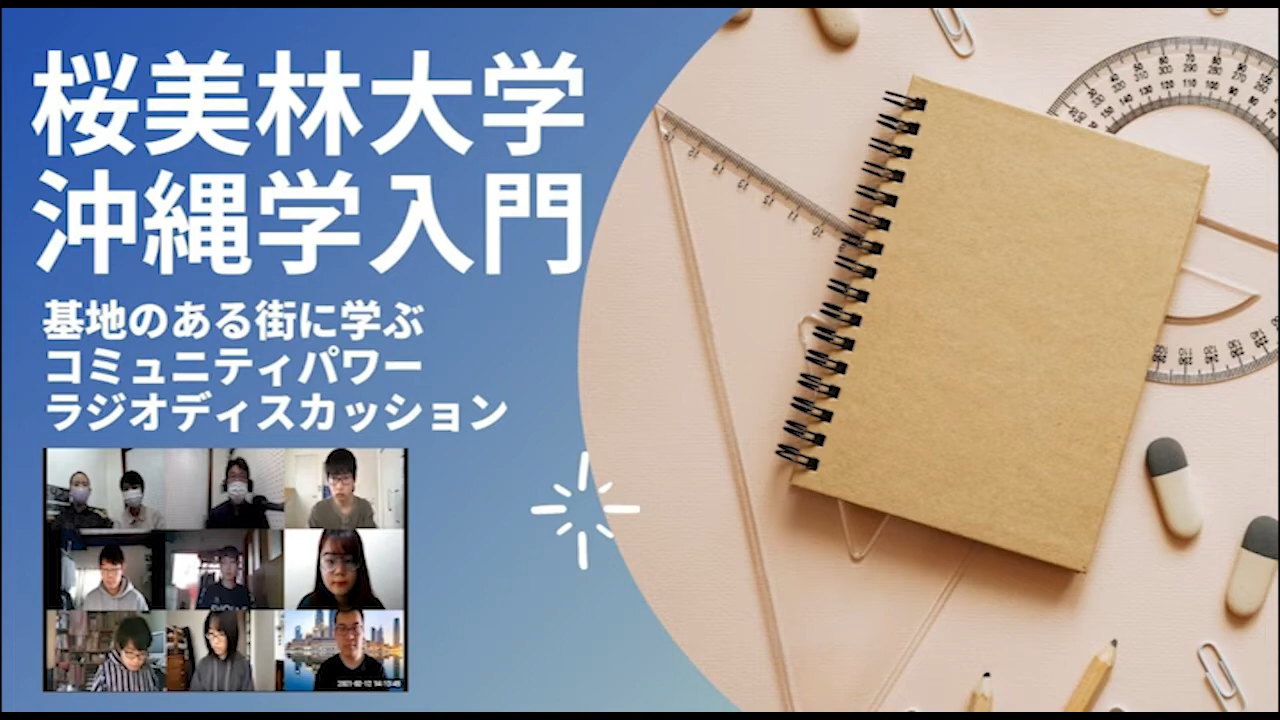 桜美林大学
沖縄学入門
基地のある街に学ぶ
コミュニティパワー
ラジオディスカッション